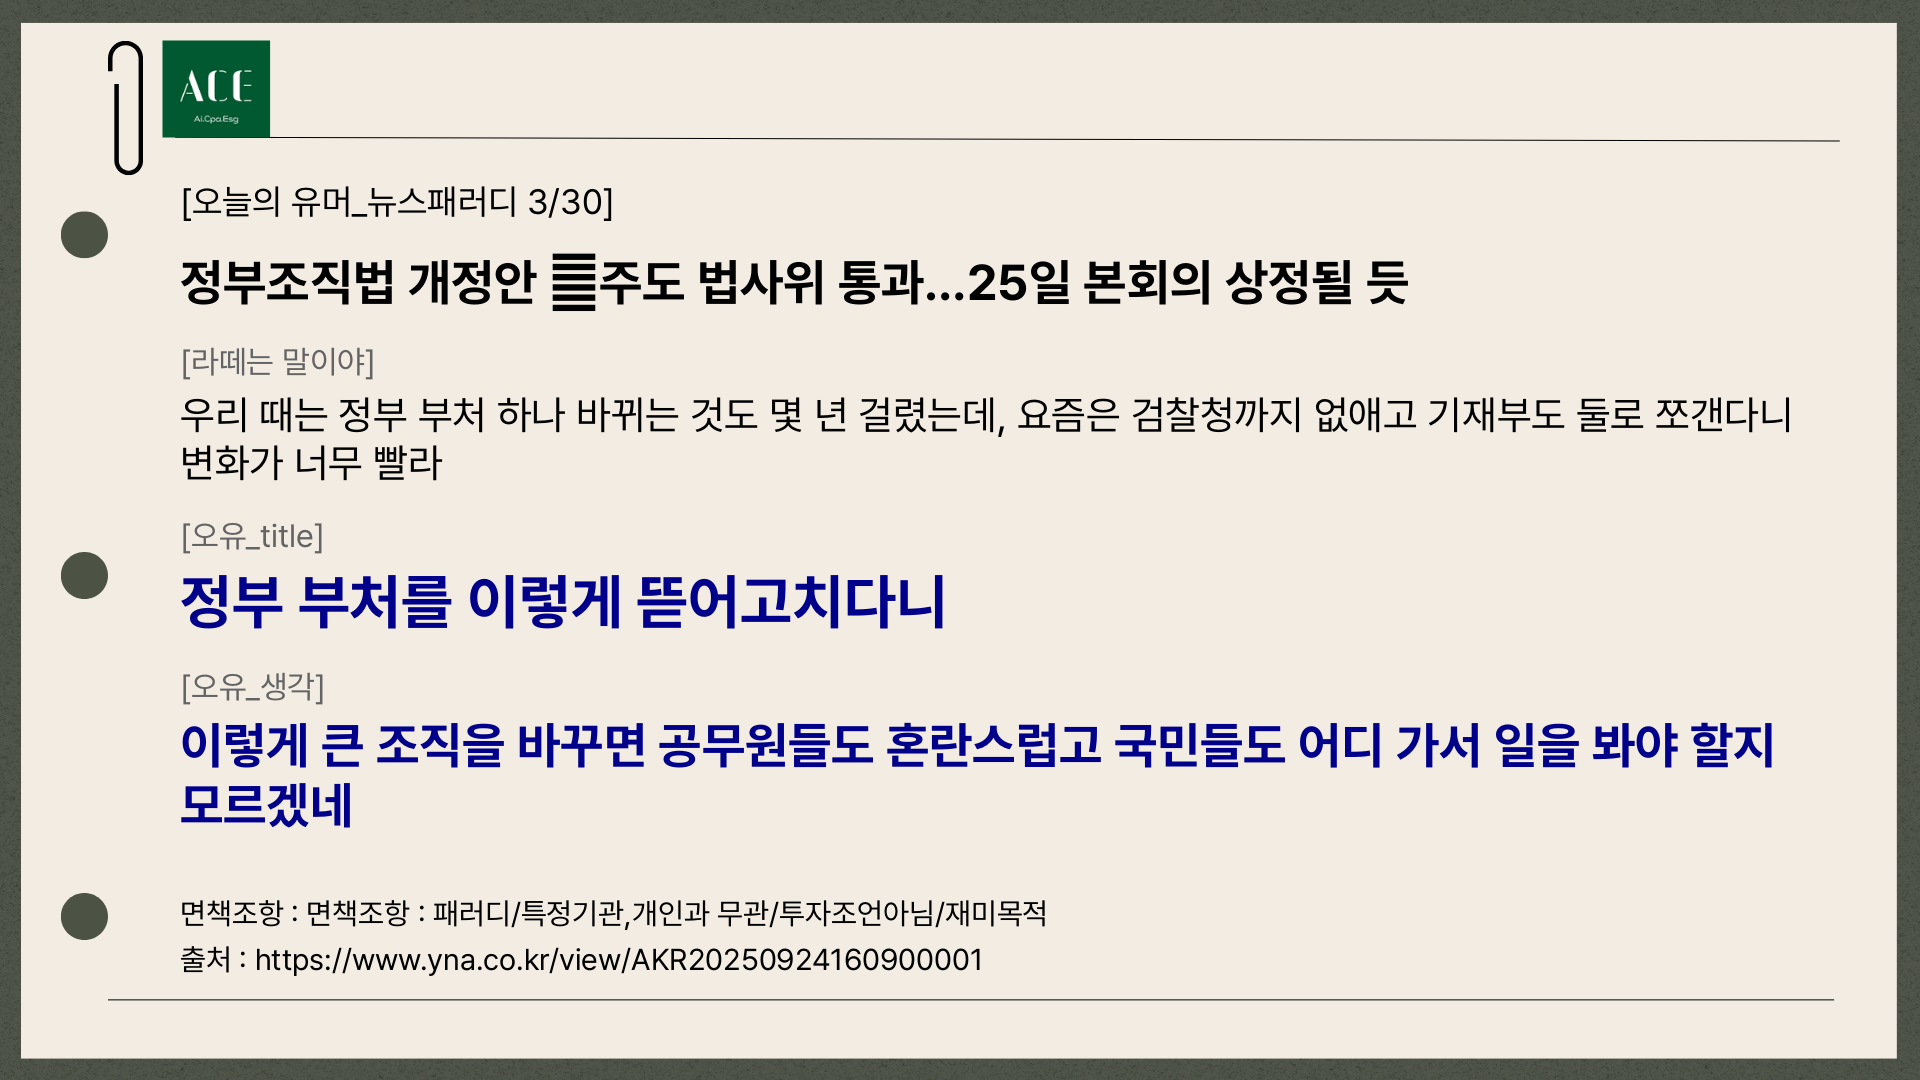 ACE
Ai.Cpa.Esg
[오늘의 유머_뉴스패러디 3/30]
정부조직법 개정안 주도 법사위 통과...25일 본회의 상정될 듯
[라떼는 말이야]
우리 때는 정부 부처 하나 바뀌는 것도 몇 년 걸렸는데, 요즘은 검찰청까지 없애고 기재부도 둘로 쪼갠다니
변화가 너무 빨라
[오유_title]
정부 부처를 이렇게 뜯어고치다니
[오유_생각]
이렇게 큰 조직을 바꾸면 공무원들도 혼란스럽고 국민들도 어디 가서 일을 봐야 할지
모르겠네
면책조항 : 면책조항 : 패러디/특정기관,개인과 무관/투자조언아님/재미목적
출처 : https://www.yna.co.kr/view/AKR20250924160900001